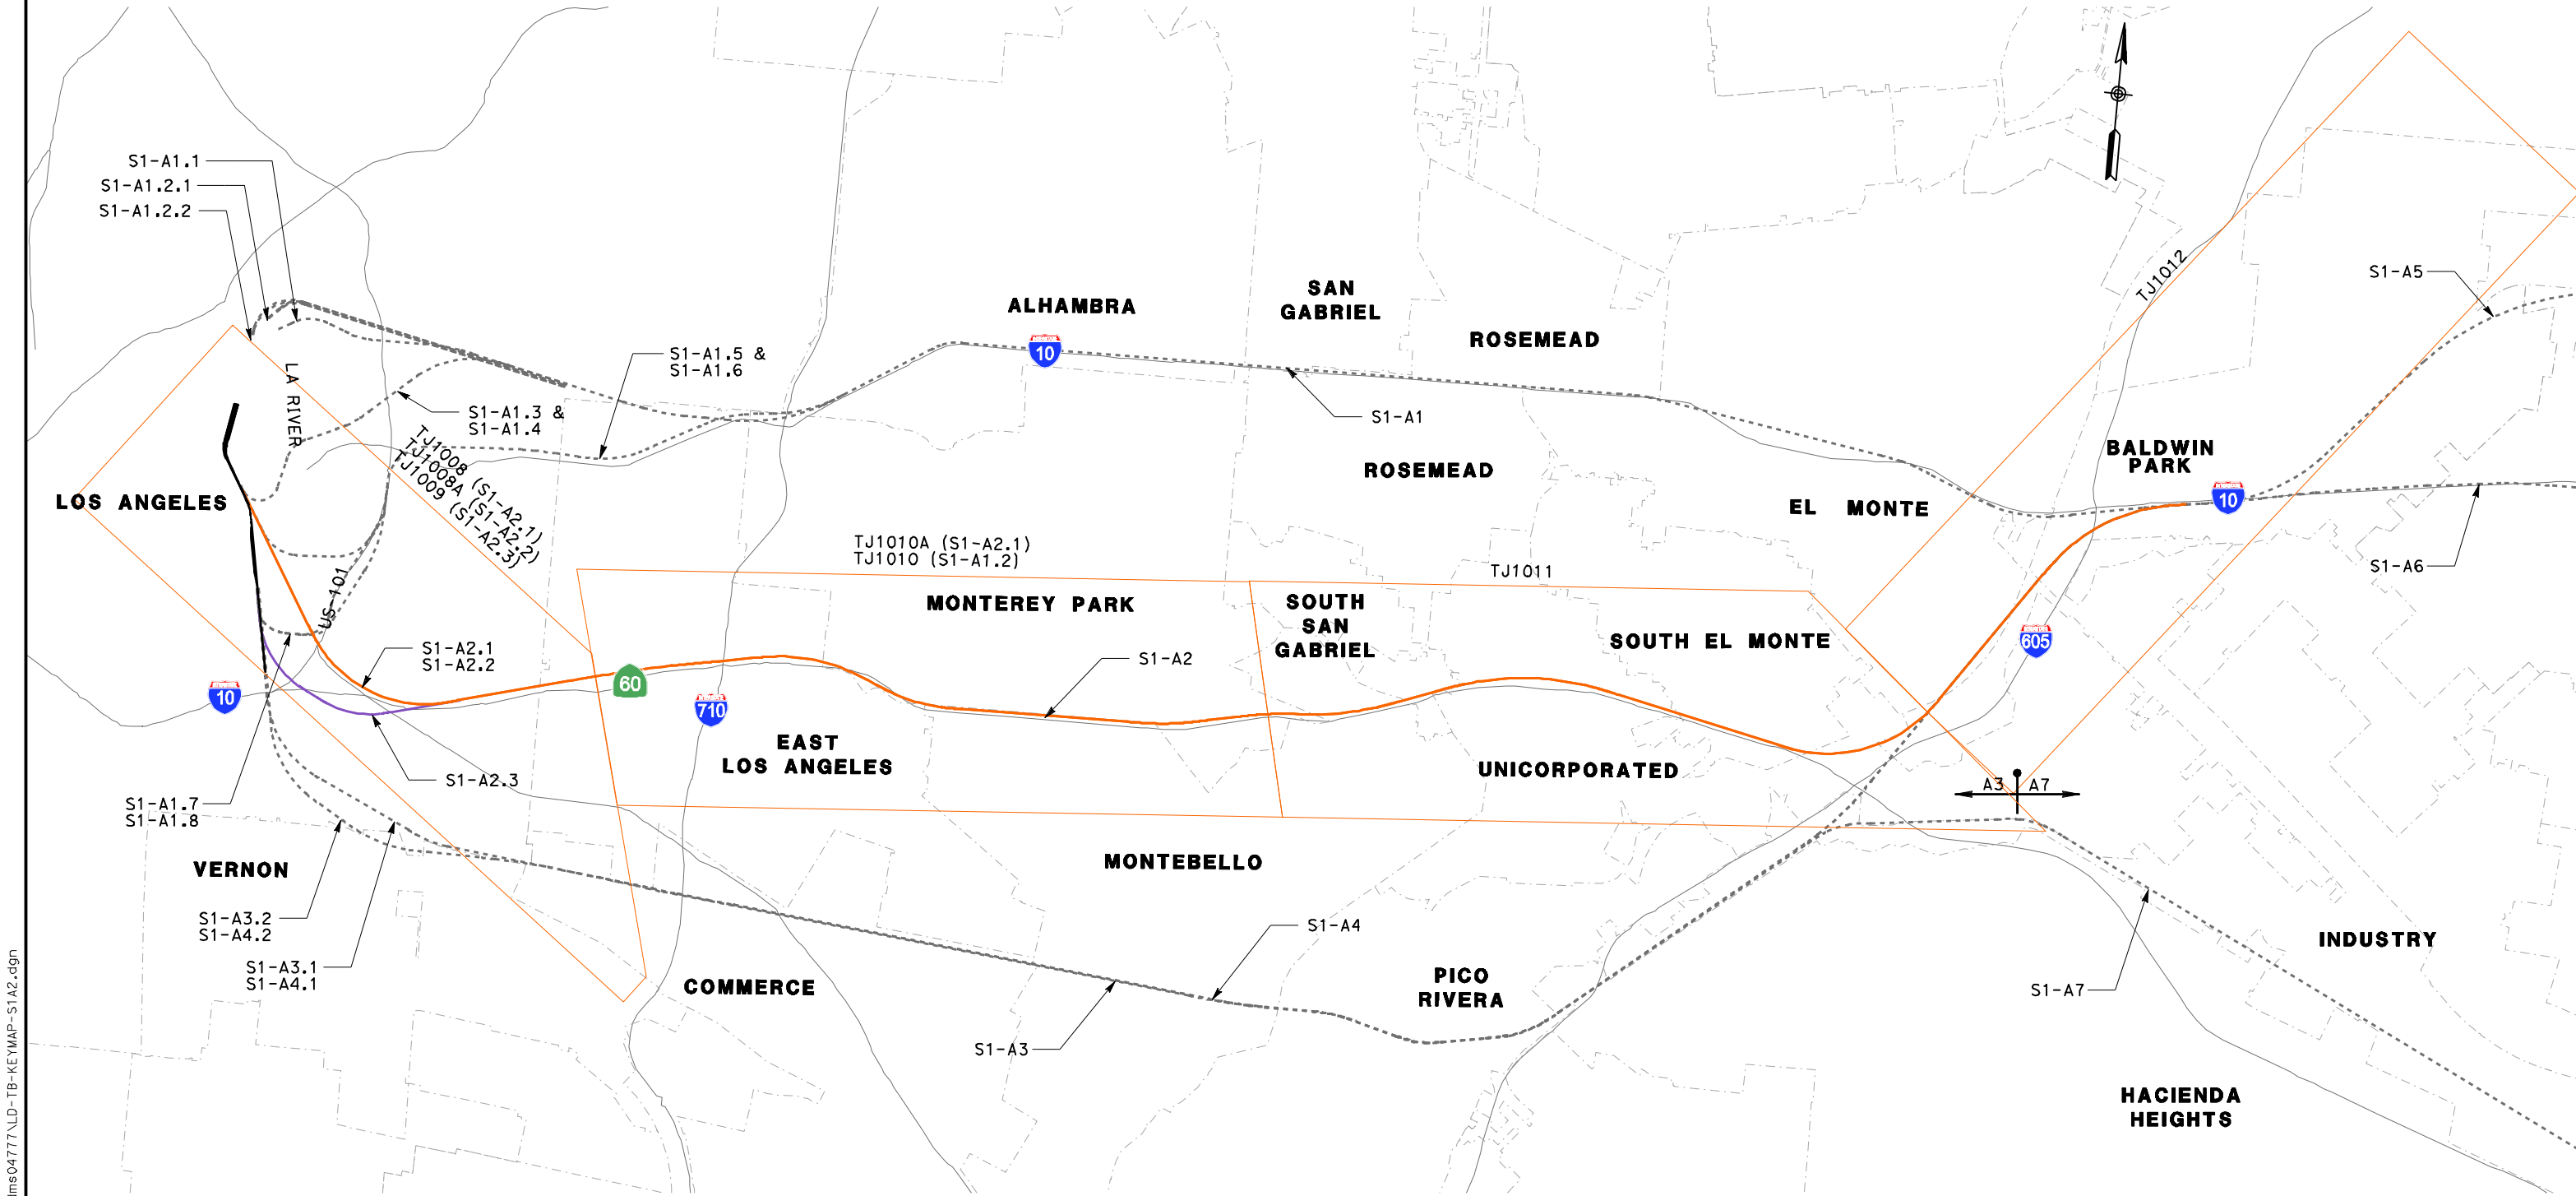 S1-A1.1
S1-A1.2.1
S1-A1.2.2
LA RIVER
S1-A1.5 &
S1-A1.6
S1-A1.3 &
S1-A1.4
ALHAMBRA
10
SAN
GABRIEL
ROSEMEAD
S1-A1
ROSEMEAD
TJ1012
S1-A5
BALDWIN
PARK
10
EL MONTE
S1-A6
LOS ANGELES
TJ1008 (S1-A2.1)
TJ1008A (S1-A2.2)
TJ1009 (S1-A2.3)
US-101
TJ1010A (S1-A2.1)
TJ1010 (S1-A1.2)
TJ1011
MONTEREY PARK
SOUTH
SAN
GABRIEL
SOUTH EL MONTE
605
S1-A2.1
S1-A2.2
S1-A2
10
60
710
EAST
LOS ANGELES
UNICORPORATED
S1-A2.3
A3
A7
S1-A1.7
S1-A1.8
VERNON
MONTEBELLO
S1-A3.2
S1-A4.2
S1-A3.1
S1-A4.1
COMMERCE
S1-A4
PICO
RIVERA
S1-A3
INDUSTRY
S1-A7
HACIENDA
HEIGHTS
lms04777\LD-TB-KEYMAP-S1A2.dgn